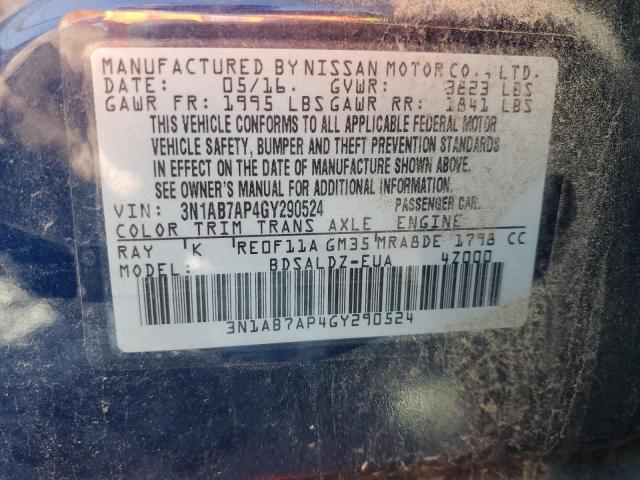 MANUFACTURED BY NISSAN MOTOR CO., LTD.
DATE: 05/16. GVWR: 3823 LBS
GAWR FR: 1995 LBS GAWR RR: 1841 LBS
THIS VEHICLE CONFORMS TO ALL APPLICABLE FEDERAL MOTOR
VEHICLE SAFETY, BUMPER AND THEFT PREVENTION STANDARDS
IN EFFECT ON THE DATE OF MANUFACTURE SHOWN ABOVE.
SEE OWNER'S MANUAL FOR ADDITIONAL INFORMATION.
VIN: 3N1AB7AP4GY290524 PASSENGER CAR.
COLOR TRIM TRANS AXLE ENGINE
RAY K RE0F11A GM35 MRA8DE 1798 CC
MODEL: BDSALDZ-EUA 4Z000
3N1AB7AP4GY290524